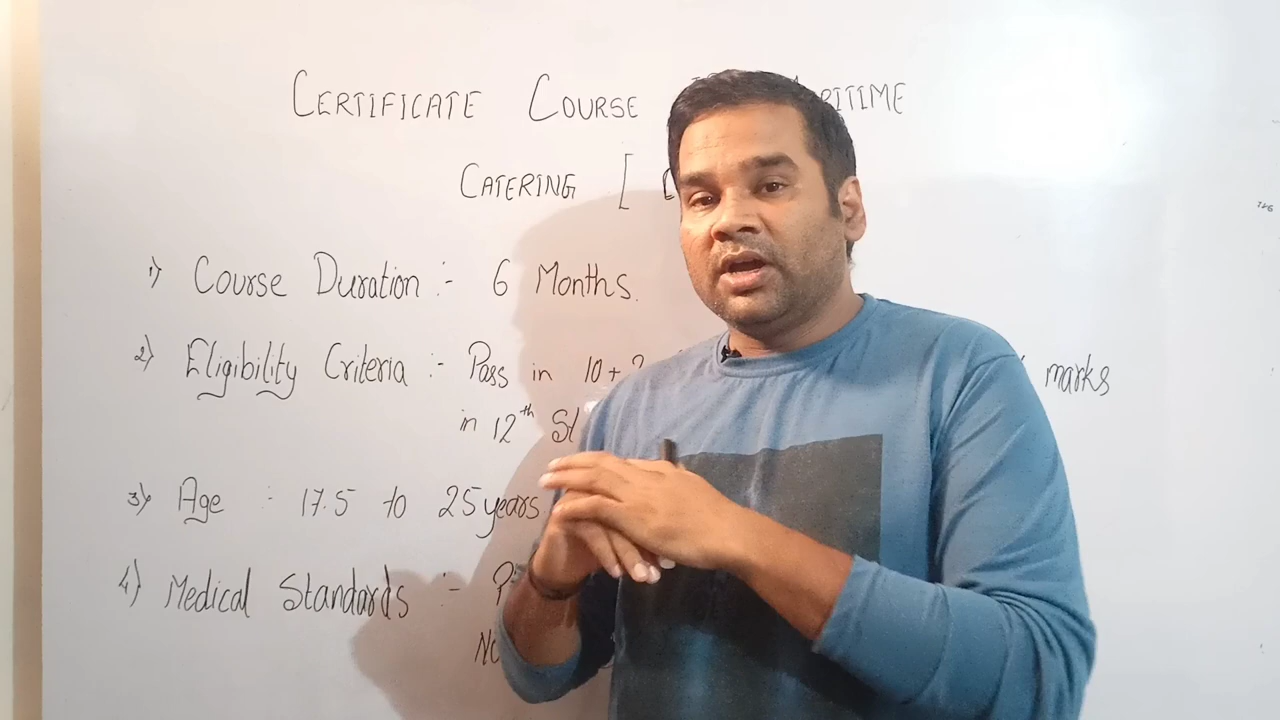 CERTIFICATE COURSE
CATERING [
1) Course Duration :- 6 Months.
2) Eligibility Criteria :- Pass in 10+2 marks
in 12th
3) Age : 17.5 to 25 years
4) Medical Standards :-